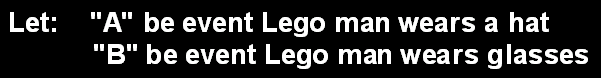 Let: "A" be event Lego man wears a hat
"B" be event Lego man wears glasses